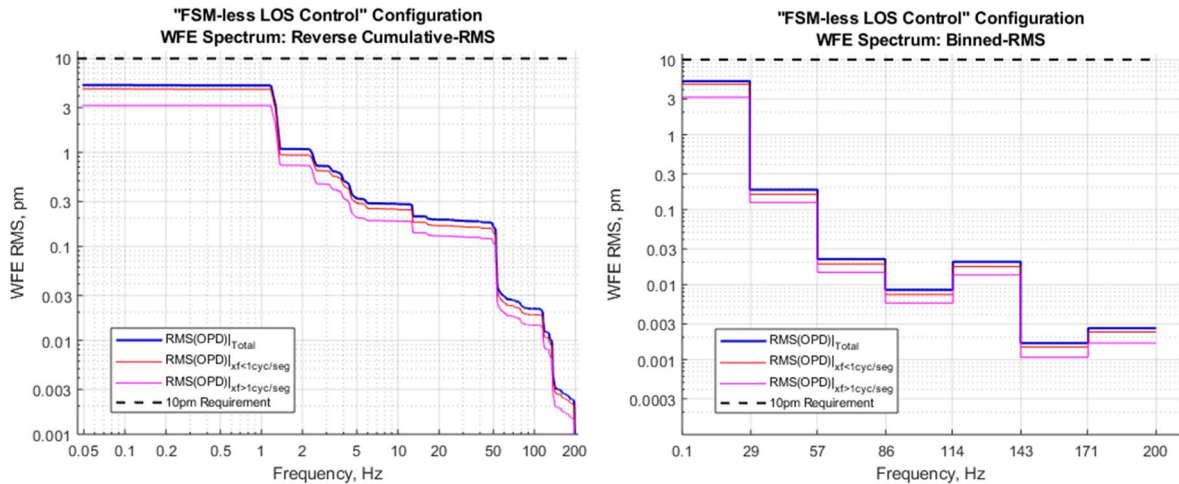 "FSM-less LOS Control" Configuration
WFE Spectrum: Reverse Cumulative-RMS
10
3
1
0.3
0.1
0.03
0.01
0.003
0.001
WFE RMS, pm
RMS(OPD)|Total
RMS(OPD)|xf<1cyc/seg
RMS(OPD)|xf>1cyc/seg
10pm Requirement
0.05 0.1 0.2 0.5 1 2 5 10 20 50 100 200
Frequency, Hz
"FSM-less LOS Control" Configuration
WFE Spectrum: Binned-RMS
10
3
1
0.3
0.1
0.03
0.01
0.003
0.001
0.0003
WFE RMS, pm
RMS(OPD)|Total
RMS(OPD)|xf<1cyc/seg
RMS(OPD)|xf>1cyc/seg
10pm Requirement
0.1 29 57 86 114 143 171 200
Frequency, Hz